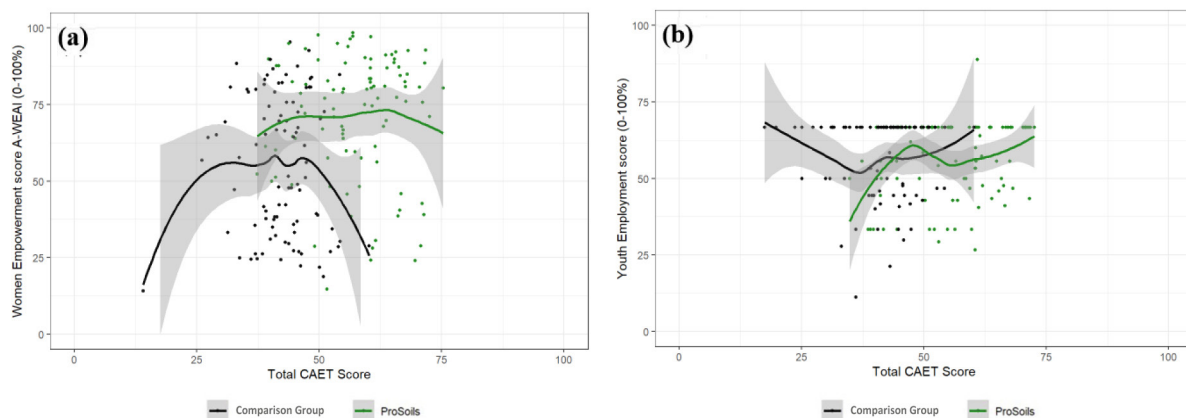 (a)
Women Empowerment score A-WEAI (0-100%)
100
75
50
25
0
0 25 50 75 100
Total CAET Score
Comparison Group ProSoils
(b)
Youth Employment score (0-100%)
100
75
50
25
0
0 25 50 75 100
Total CAET Score
Comparison Group ProSoils